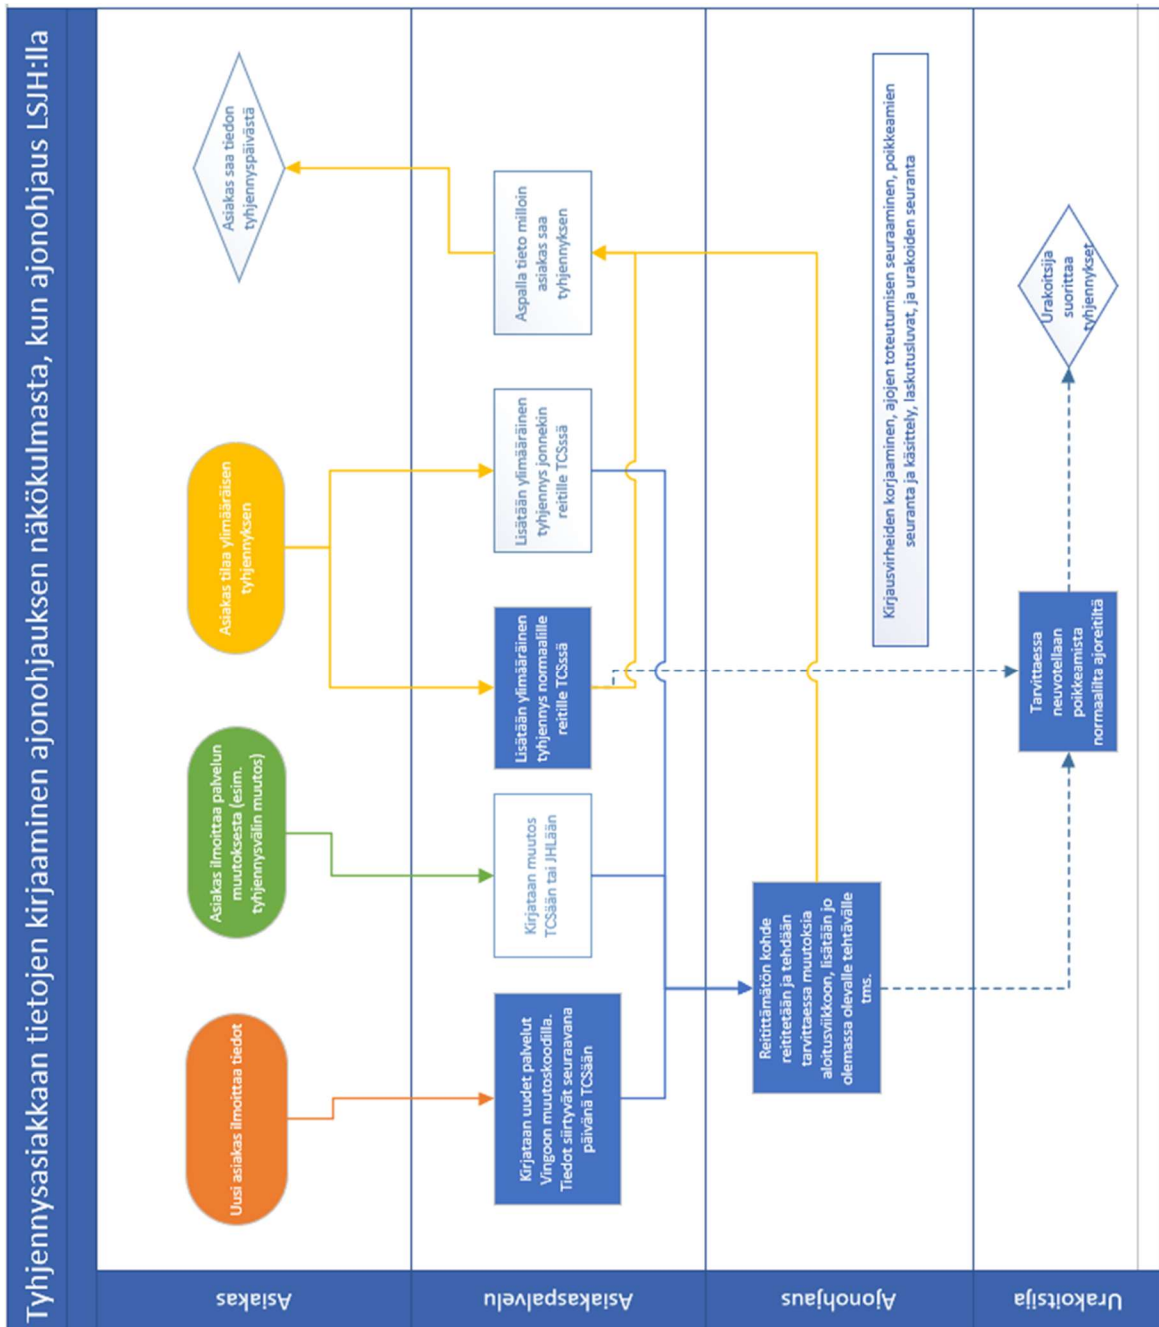 Tyhjennysasiakkaan tietojen kirjaaminen ajonohjauksen näkökulmasta, kun ajonohjaus LSJH:lla
Asiakas
Uusi asiakas ilmoittaa tiedot
Asiakas ilmoittaa palvelun
muutoksesta (esim.
tyhjennysvälin muutos)
Asiakas tilaa ylimääräisen
tyhjennyksen
Asiakas saa tiedon
tyhjennyspäivästä
Asiakaspalvelu
Kirjataan uudet palvelut
Vingoon muutoskoodilla.
Tiedot siirtyvät seuraavana
päivänä TCSään
Kirjataan muutos
TCSään tai JHLään
Lisätään ylimääräinen
tyhjennys normaalille
reitille TCSssä
Lisätään ylimääräinen
tyhjennys jonnekin
reitille TCSssä
Aspalla tieto milloin
asiakas saa
tyhjennyksen
Ajonohjaus
Reitittämätön kohde
reititetään ja tehdään
tarvittaessa muutoksia
aloitusviikkoon, lisätään jo
olemassa olevalle tehtävälle
tms.
Kirjausvirheiden korjaaminen, ajojen toteutumisen seuraaminen, poikkeamien
seuranta ja käsittely, laskutusluvat, ja urakoiden seuranta
Urakoitsija
Tarvittaessa
neuvotellaan
poikkeamista
normaalilta ajoreitiltä
Urakoitsija
suorittaa
tyhjennykset